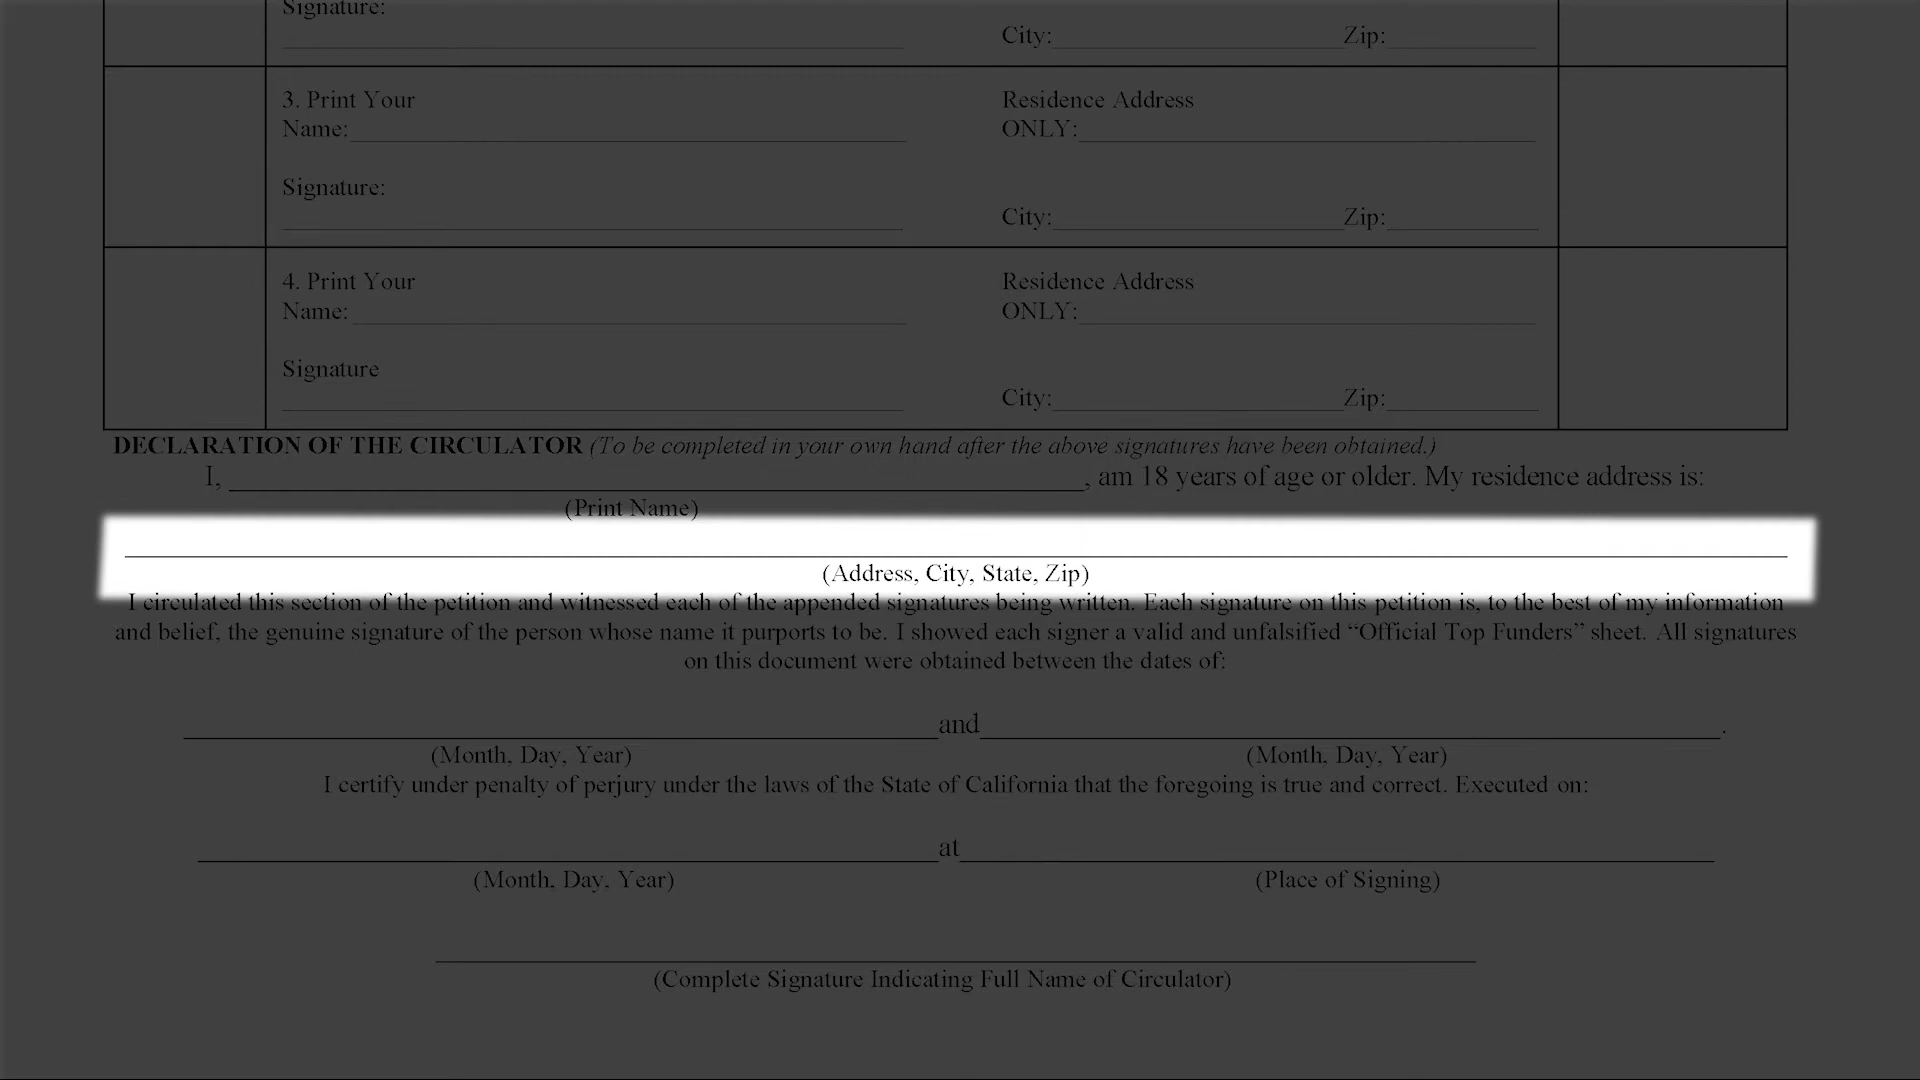 Signature:
City: Zip:
3. Print Your
Name:
Residence Address
ONLY:
Signature:
City: Zip:
4. Print Your
Name:
Residence Address
ONLY:
Signature
City: Zip:
DECLARATION OF THE CIRCULATOR (To be completed in your own hand after the above signatures have been obtained.)
I, , am 18 years of age or older. My residence address is:
(Print Name)
(Address, City, State, Zip)
I circulated this section of the petition and witnessed each of the appended signatures being written. Each signature on this petition is, to the best of my information
and belief, the genuine signature of the person whose name it purports to be. I showed each signer a valid and unfalsified “Official Top Funders” sheet. All signatures
on this document were obtained between the dates of:
and .
(Month, Day, Year) (Month, Day, Year)
I certify under penalty of perjury under the laws of the State of California that the foregoing is true and correct. Executed on:
at
(Month, Day, Year) (Place of Signing)
(Complete Signature Indicating Full Name of Circulator)